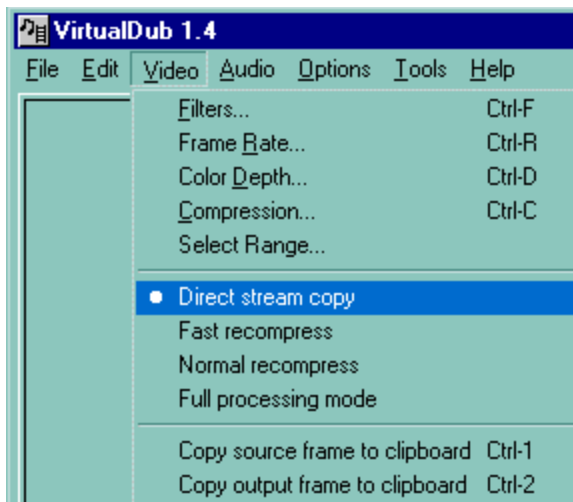 VirtualDub 1.4
File Edit Video Audio Options Tools Help
Filters... Ctrl-F
Frame Rate... Ctrl-R
Color Depth... Ctrl-D
Compression... Ctrl-C
Select Range...
Direct stream copy
Fast recompress
Normal recompress
Full processing mode
Copy source frame to clipboard Ctrl-1
Copy output frame to clipboard Ctrl-2